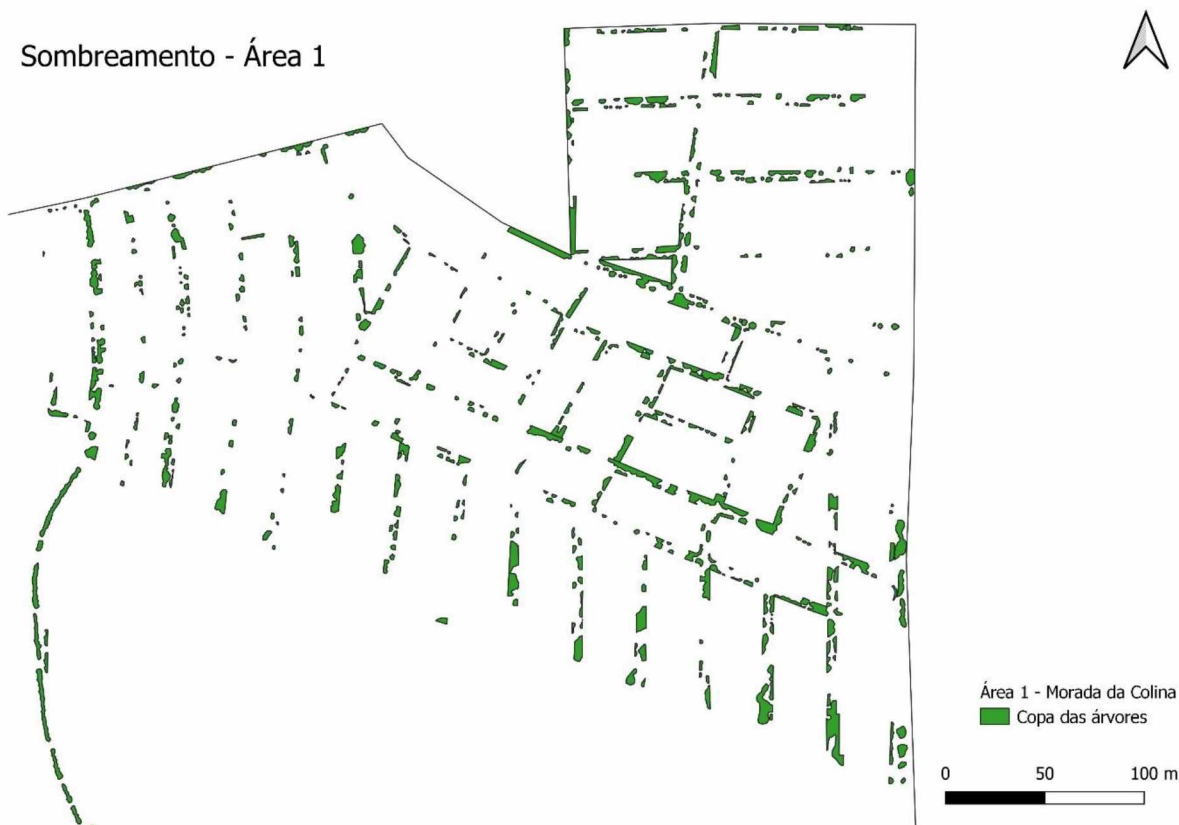 Sombreamento - Área 1
Área 1 - Morada da Colina
Copa das árvores
0 50 100 m